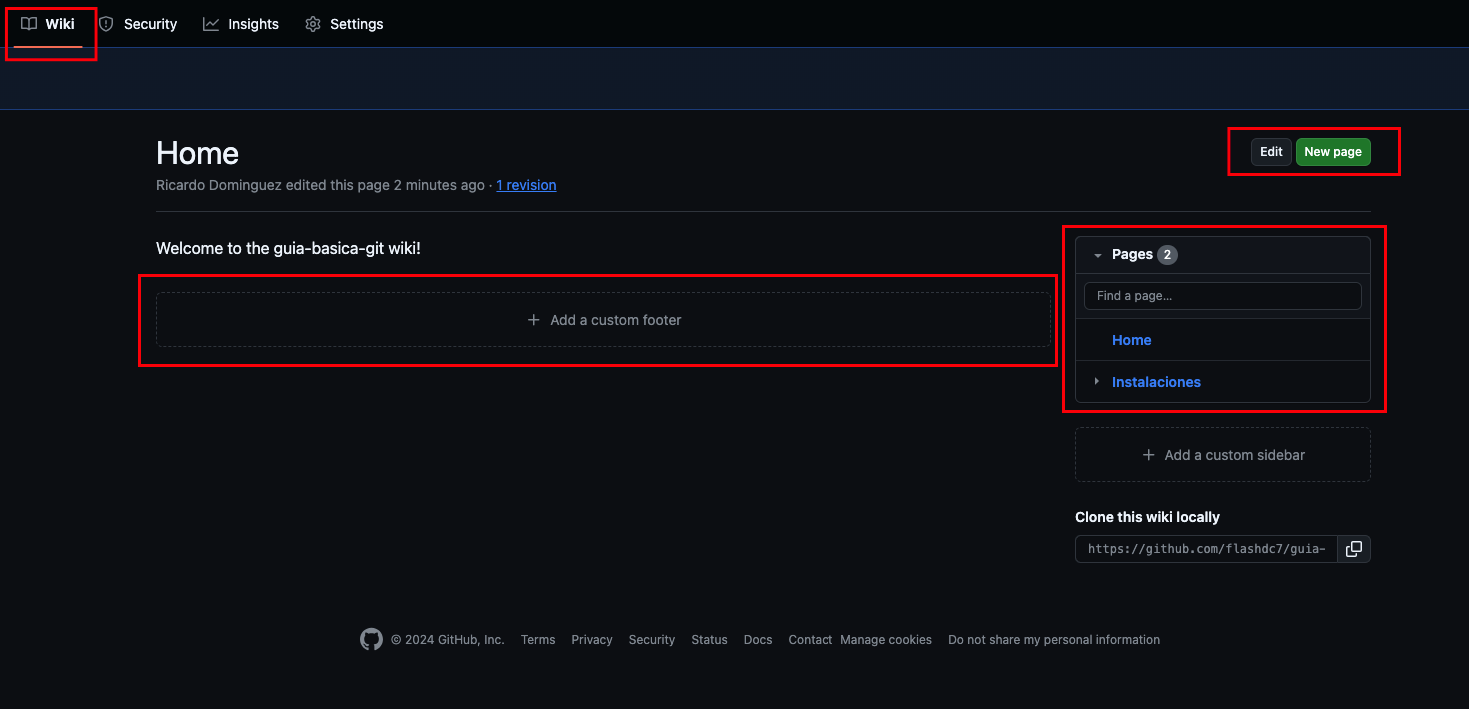 Wiki Security Insights Settings
Home
Edit New page
Ricardo Dominguez edited this page 2 minutes ago · 1 revision
Welcome to the guia-basica-git wiki!
+ Add a custom footer
Pages 2
Find a page...
Home
Instalaciones
+ Add a custom sidebar
Clone this wiki locally
https://github.com/flashdc7/guia-
© 2024 GitHub, Inc. Terms Privacy Security Status Docs Contact Manage cookies Do not share my personal information